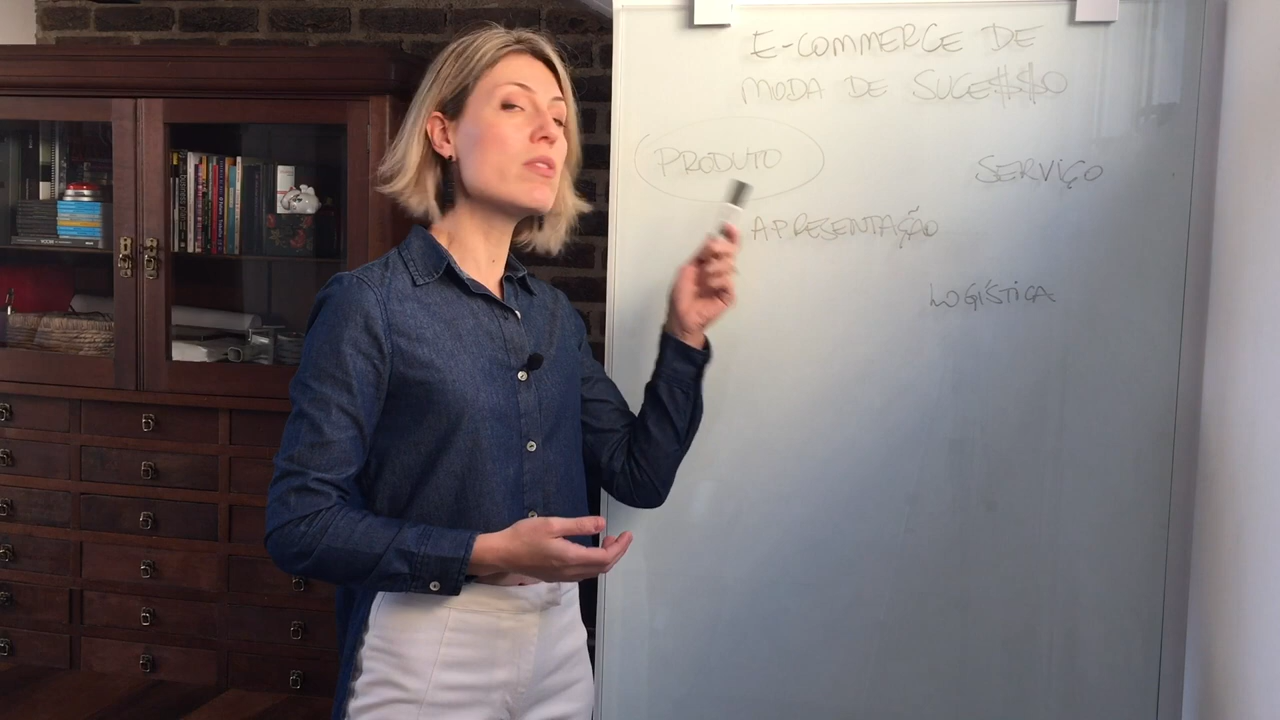 E-COMMERCE DE
MODA DE SUCE$$O
PRODUTO
SERVIÇO
APRESENTAÇÃO
LOGÍSTICA